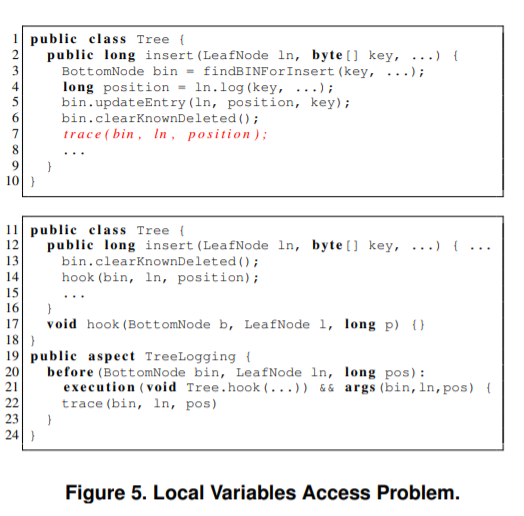 1 public class Tree {
2 public long insert(LeafNode ln, byte[] key, ...) {
3 BottomNode bin = findBINForInsert(key, ...);
4 long position = ln.log(key, ...);
5 bin.updateEntry(ln, position, key);
6 bin.clearKnownDeleted();
7 trace(bin, ln, position);
8 ...
9 }
10 }
11 public class Tree {
12 public long insert(LeafNode ln, byte[] key, ...) { ...
13 bin.clearKnownDeleted();
14 hook(bin, ln, position);
15 ...
16 }
17 void hook(BottomNode b, LeafNode l, long p) {}
18 }
19 public aspect TreeLogging {
20 before(BottomNode bin, LeafNode ln, long pos):
21 execution(void Tree.hook(...)) && args(bin,ln,pos) {
22 trace(bin, ln, pos)
23 }
24 }
Figure 5. Local Variables Access Problem.